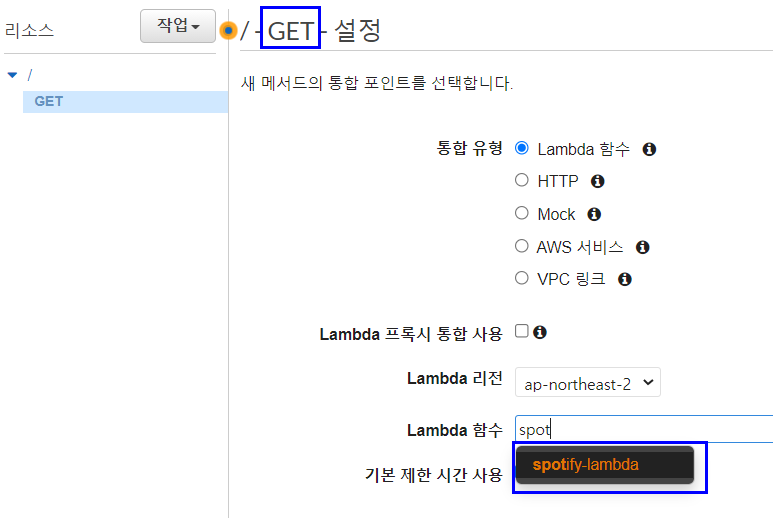 리소스
작업
/ - GET - 설정
/
GET
새 메서드의 통합 포인트를 선택합니다.
통합 유형
Lambda 함수
HTTP
Mock
AWS 서비스
VPC 링크
Lambda 프록시 통합 사용
Lambda 리전
ap-northeast-2
Lambda 함수
spot
spotify-lambda
기본 제한 시간 사용